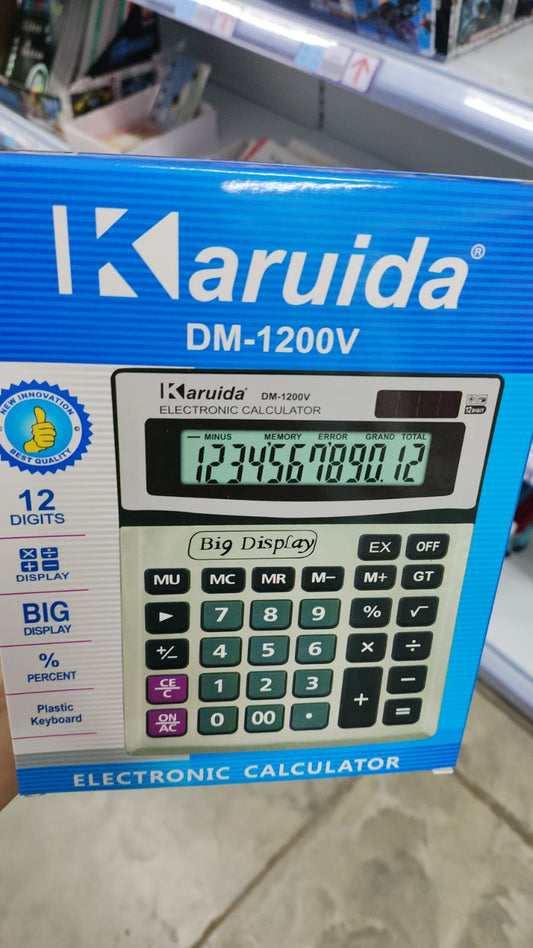 Karuida®
DM-1200V
NEW INNOVATION
BEST QUALITY
12
DIGITS
DISPLAY
BIG
DISPLAY
%
PERCENT
Plastic
Keyboard
Karuida® DM-1200V
ELECTRONIC CALCULATOR
12 DIGIT
— MINUS MEMORY ERROR GRAND TOTAL
1234567890.12
Big Display
EX OFF
MU MC MR M− M+ GT
► 7 8 9 % √
+/− 4 5 6 × ÷
CE/C 1 2 3 + −
ON/AC 0 00 • =
ELECTRONIC CALCULATOR